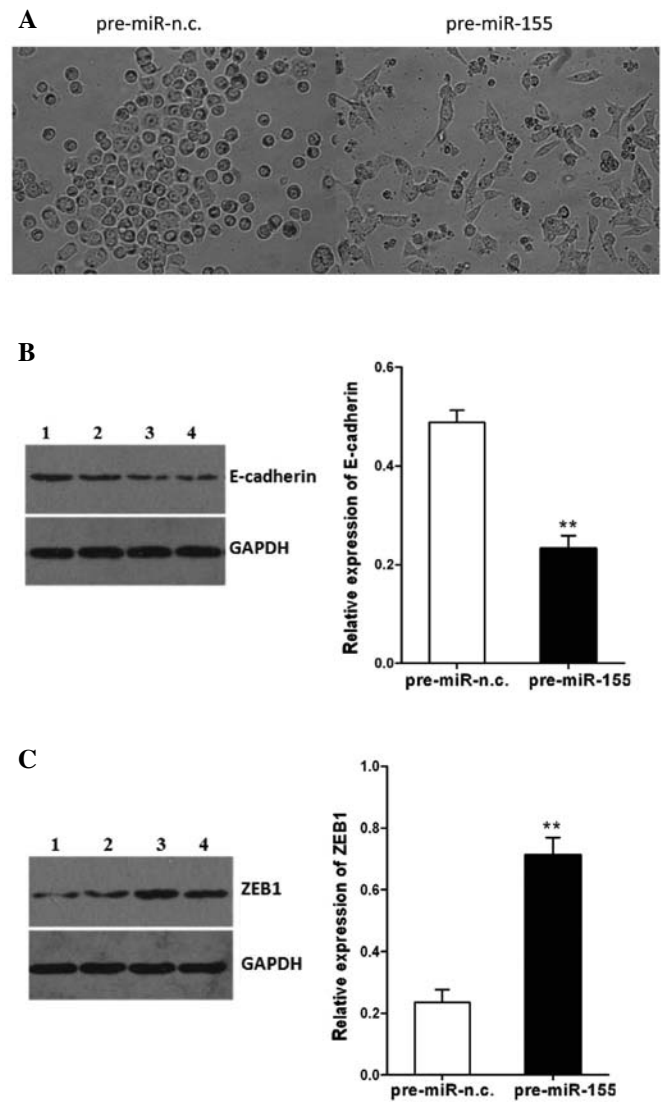 A
pre-miR-n.c. pre-miR-155
B
1 2 3 4
E-cadherin
GAPDH
Relative expression of E-cadherin
0.6
0.4
0.2
0.0
**
pre-miR-n.c. pre-miR-155
C
1 2 3 4
ZEB1
GAPDH
Relative expression of ZEB1
1.0
0.8
0.6
0.4
0.2
0.0
**
pre-miR-n.c. pre-miR-155